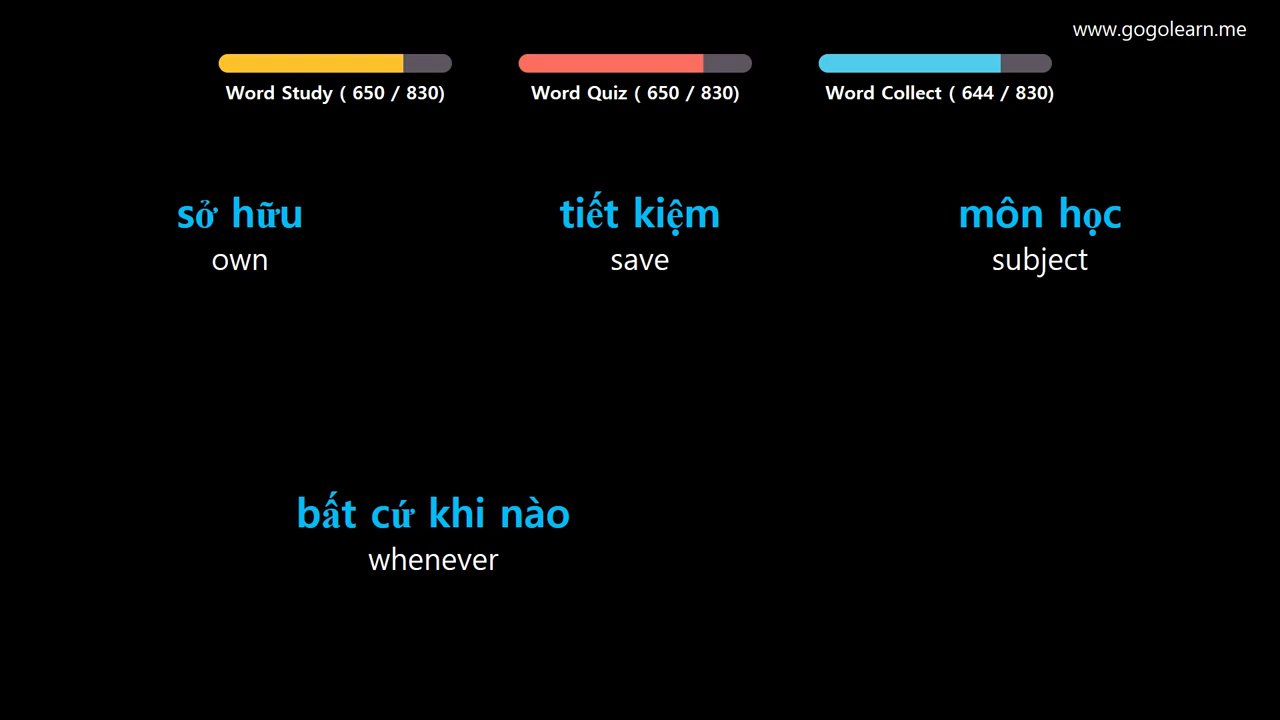 www.gogolearn.me
Word Study ( 650 / 830)
Word Quiz ( 650 / 830)
Word Collect ( 644 / 830)
sở hữu
own
tiết kiệm
save
môn học
subject
bất cứ khi nào
whenever